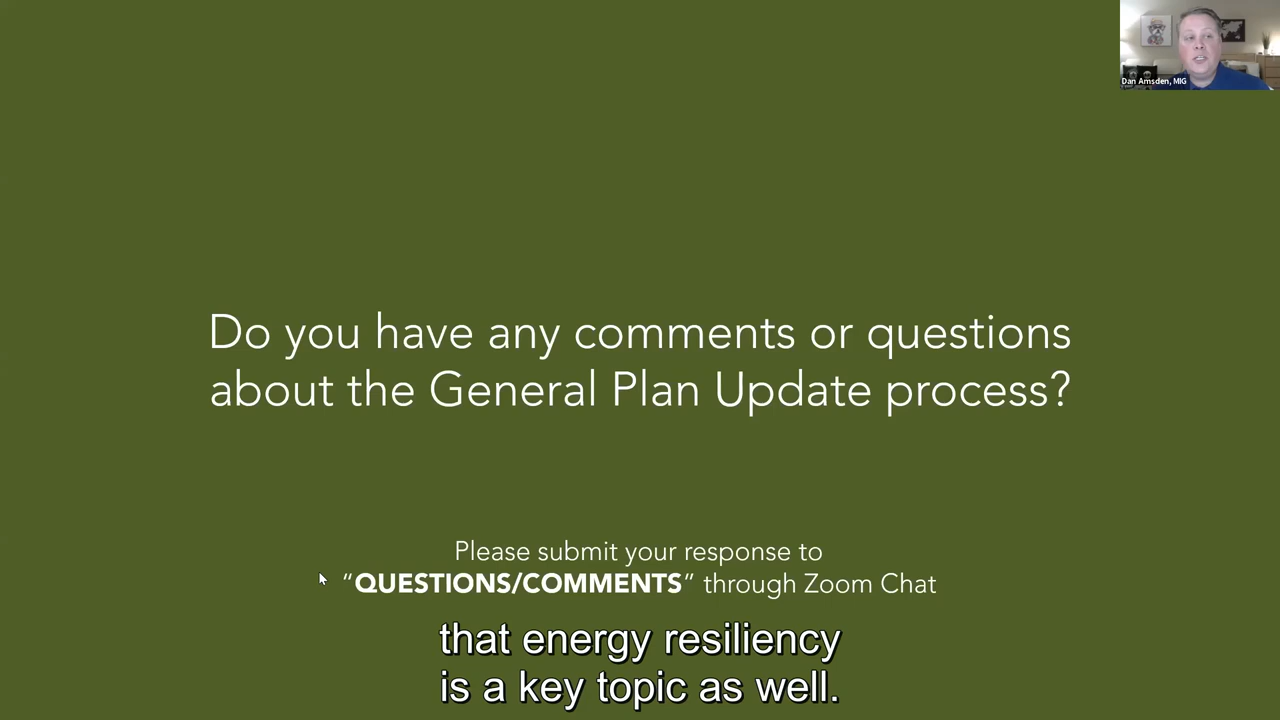 Dan Amsden, MIG
Do you have any comments or questions
about the General Plan Update process?
Please submit your response to
“QUESTIONS/COMMENTS” through Zoom Chat
that energy resiliency
is a key topic as well.